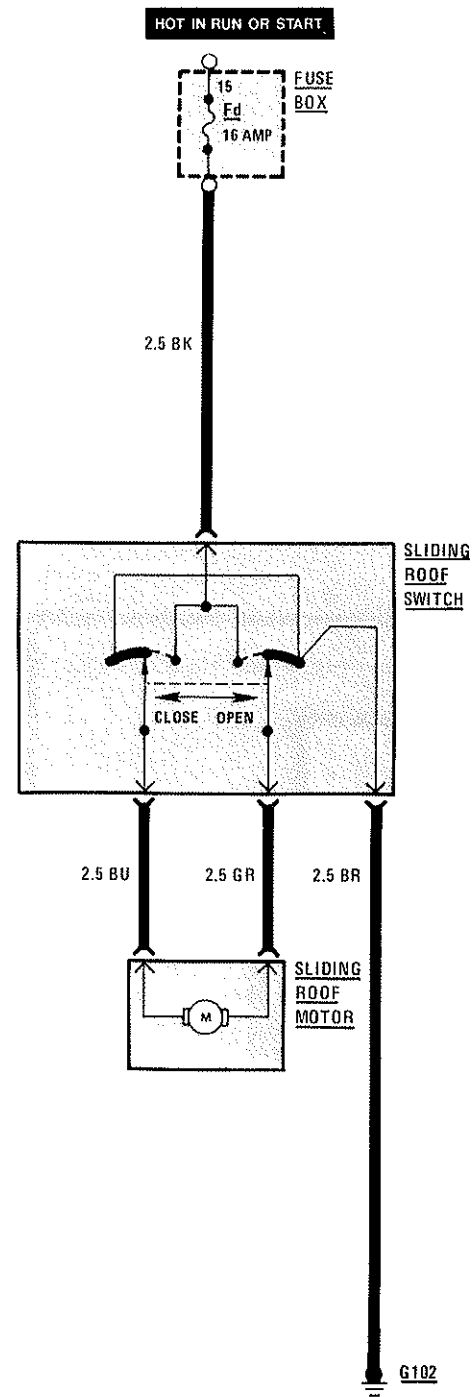 HOT IN RUN OR START
15
Fd
16 AMP
FUSE
BOX
2.5 BK
SLIDING
ROOF
SWITCH
CLOSE OPEN
2.5 BU
2.5 GR
2.5 BR
SLIDING
ROOF
MOTOR
M
G102